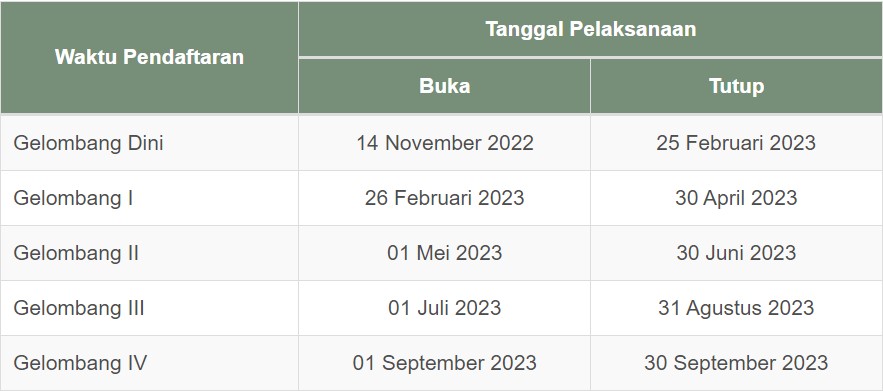 Waktu Pendaftaran
Tanggal Pelaksanaan
Buka Tutup
Gelombang Dini 14 November 2022 25 Februari 2023
Gelombang I 26 Februari 2023 30 April 2023
Gelombang II 01 Mei 2023 30 Juni 2023
Gelombang III 01 Juli 2023 31 Agustus 2023
Gelombang IV 01 September 2023 30 September 2023